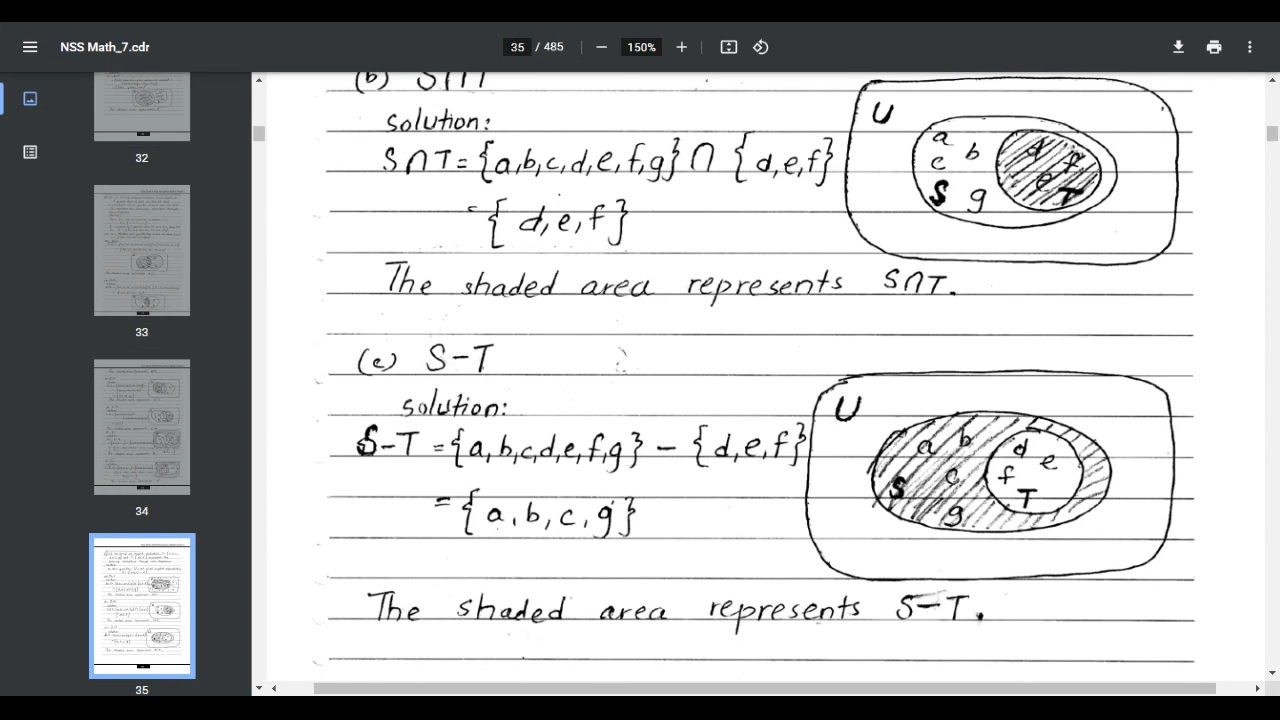 NSS Math_7.cdr
35 / 485
150%
32
33
34
35
(b) S∩T
solution:
S∩T = {a,b,c,d,e,f,g} ∩ {d,e,f}
= {d,e,f}
The shaded area represents S∩T.
U
a
c b
S g
d f
e T
(c) S-T
solution:
S-T = {a,b,c,d,e,f,g} - {d,e,f}
= {a,b,c,g}
The shaded area represents S-T.
U
a b
c
S
g
d e
f
T